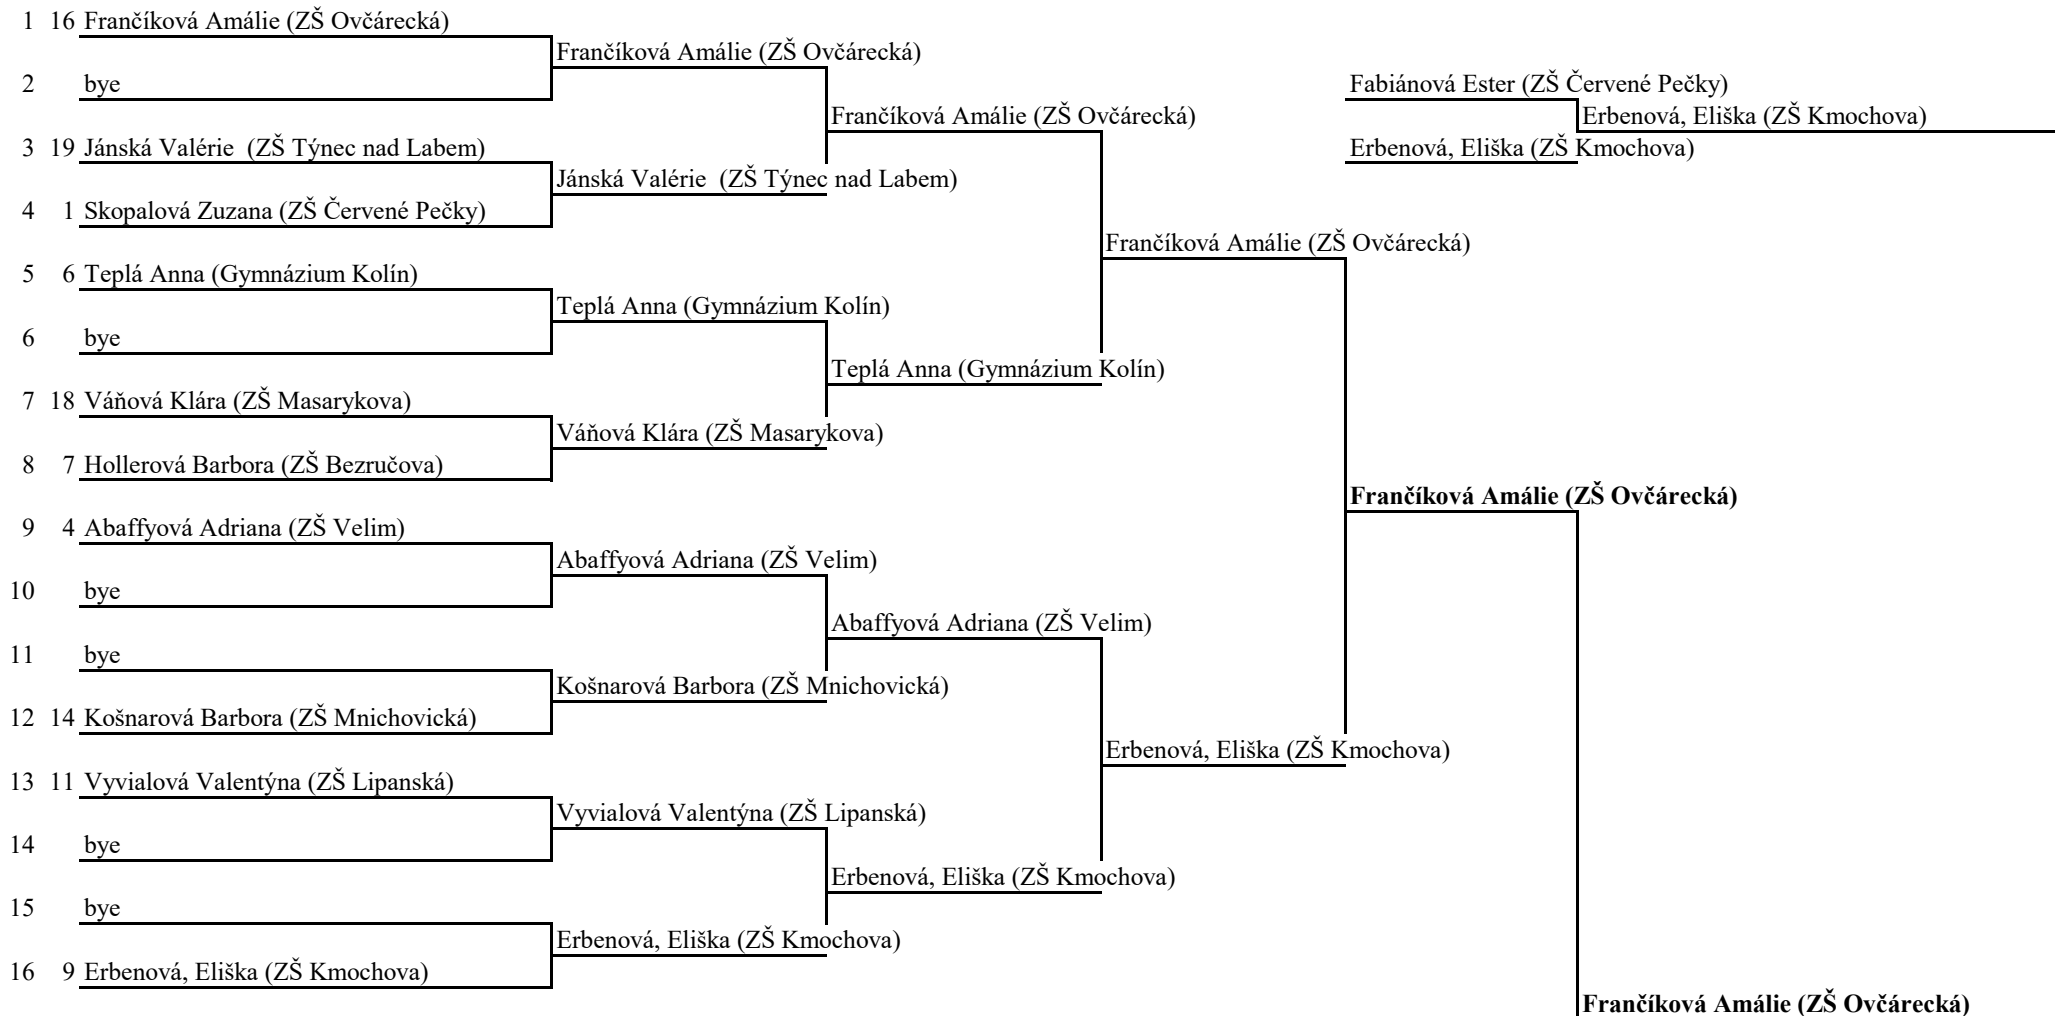 1 16 Frančíková Amálie (ZŠ Ovčárecká)
Frančíková Amálie (ZŠ Ovčárecká)
2 bye
Fabiánová Ester (ZŠ Červené Pečky)
Frančíková Amálie (ZŠ Ovčárecká)
Erbenová, Eliška (ZŠ Kmochova)
3 19 Jánská Valérie (ZŠ Týnec nad Labem)
Erbenová, Eliška (ZŠ Kmochova)
Jánská Valérie (ZŠ Týnec nad Labem)
4 1 Skopalová Zuzana (ZŠ Červené Pečky)
Frančíková Amálie (ZŠ Ovčárecká)
5 6 Teplá Anna (Gymnázium Kolín)
Teplá Anna (Gymnázium Kolín)
6 bye
Teplá Anna (Gymnázium Kolín)
7 18 Váňová Klára (ZŠ Masarykova)
Váňová Klára (ZŠ Masarykova)
8 7 Hollerová Barbora (ZŠ Bezručova)
Frančíková Amálie (ZŠ Ovčárecká)
9 4 Abaffyová Adriana (ZŠ Velim)
Abaffyová Adriana (ZŠ Velim)
10 bye
Abaffyová Adriana (ZŠ Velim)
11 bye
Košnarová Barbora (ZŠ Mnichovická)
12 14 Košnarová Barbora (ZŠ Mnichovická)
Erbenová, Eliška (ZŠ Kmochova)
13 11 Vyvialová Valentýna (ZŠ Lipanská)
Vyvialová Valentýna (ZŠ Lipanská)
14 bye
Erbenová, Eliška (ZŠ Kmochova)
15 bye
Erbenová, Eliška (ZŠ Kmochova)
16 9 Erbenová, Eliška (ZŠ Kmochova)
Frančíková Amálie (ZŠ Ovčárecká)